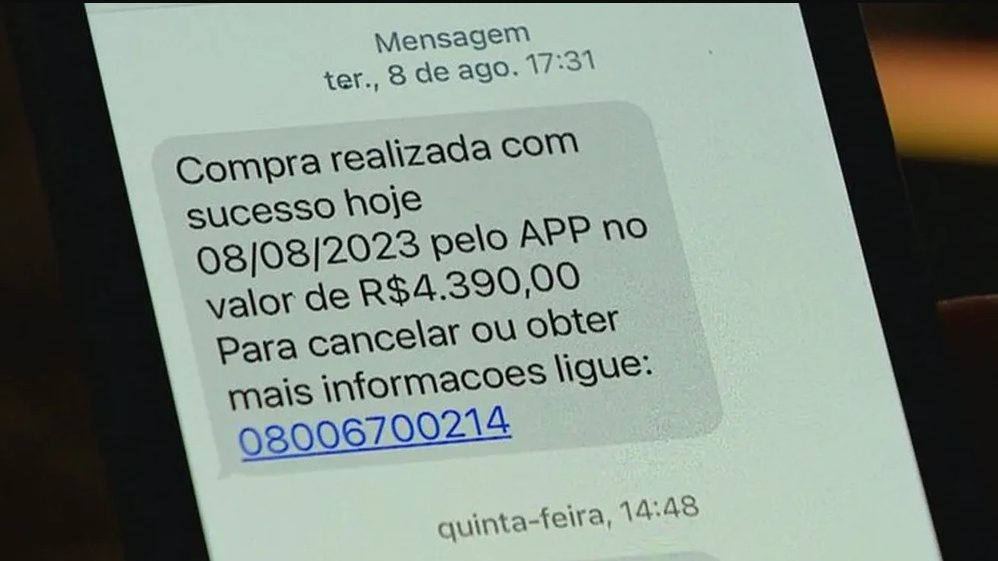 Mensagem
ter., 8 de ago. 17:31
Compra realizada com
sucesso hoje
08/08/2023 pelo APP no
valor de R$4.390,00
Para cancelar ou obter
mais informacoes ligue:
08006700214
quinta-feira, 14:48